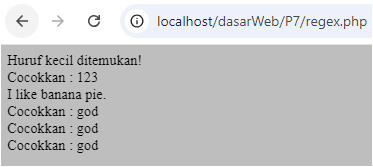 localhost/dasarWeb/P7/regex.php
Huruf kecil ditemukan!
Cocokkan : 123
I like banana pie.
Cocokkan : god
Cocokkan : god
Cocokkan : god